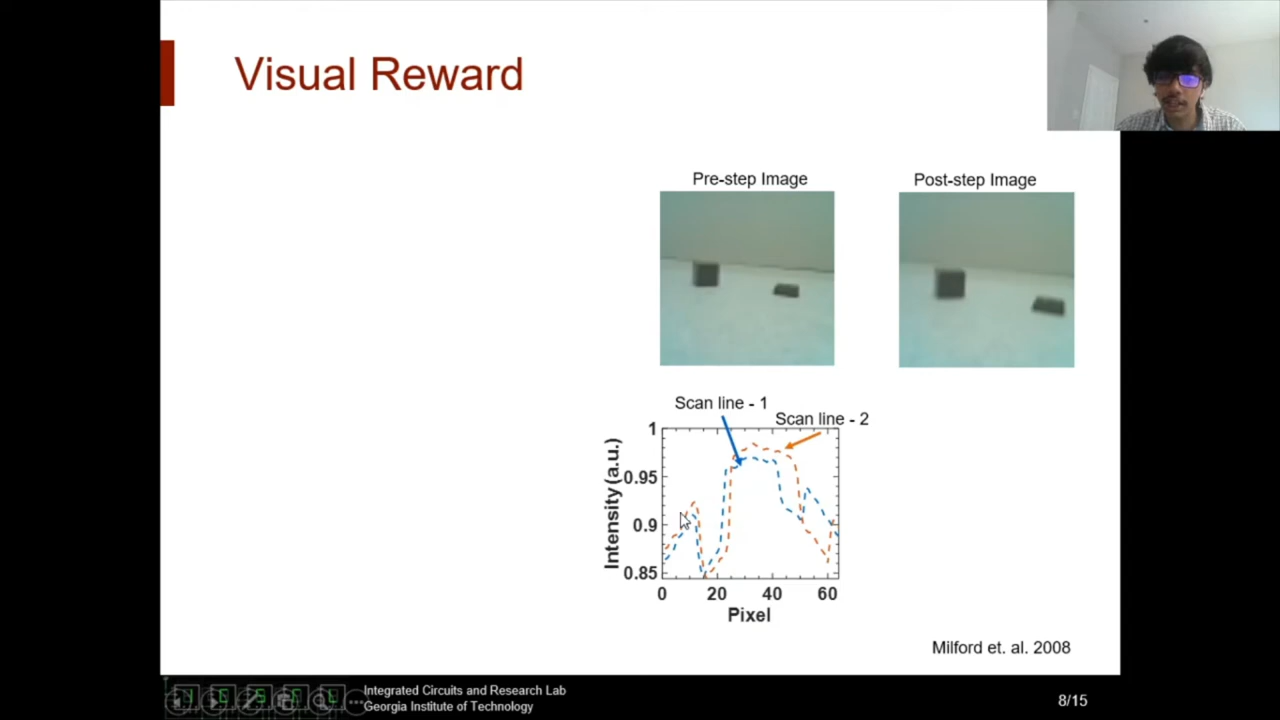 Visual Reward
Pre-step Image
Post-step Image
Scan line - 1
Scan line - 2
Intensity (a.u.)
1
0.95
0.9
0.85
0
20
40
60
Pixel
Milford et. al. 2008
Integrated Circuits and Research Lab
Georgia Institute of Technology
8/15